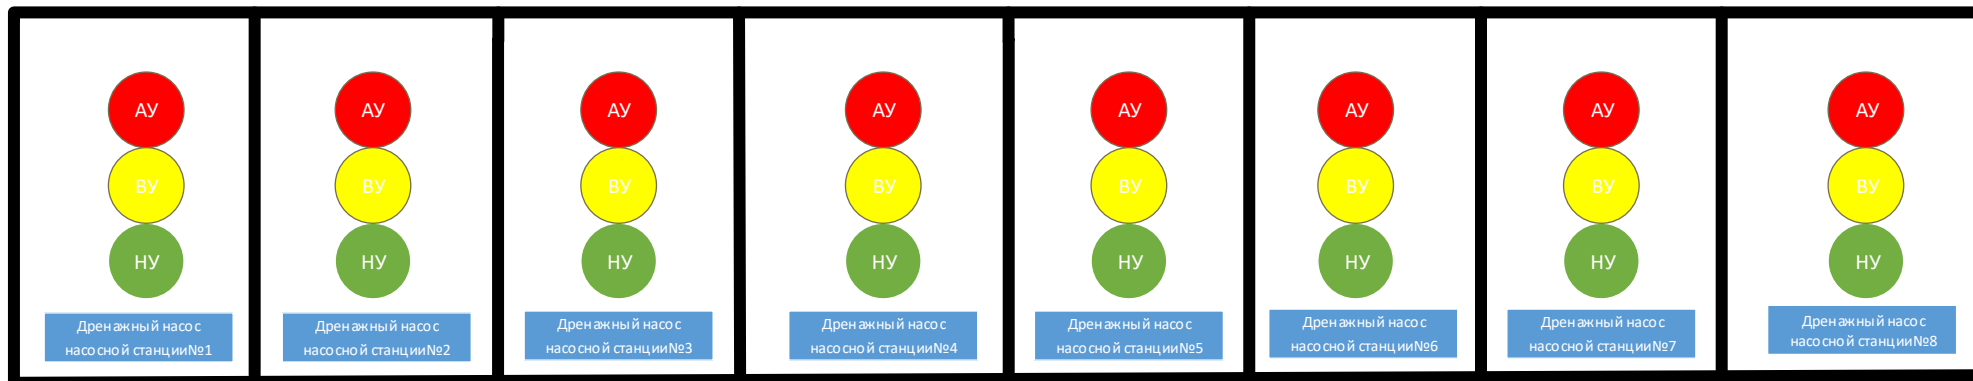 АУ
ВУ
НУ
Дренажный насос
насосной станции№1
АУ
ВУ
НУ
Дренажный насос
насосной станции№2
АУ
ВУ
НУ
Дренажный насос
насосной станции№3
АУ
ВУ
НУ
Дренажный насос
насосной станции№4
АУ
ВУ
НУ
Дренажный насос
насосной станции№5
АУ
ВУ
НУ
Дренажный насос
насосной станции№6
АУ
ВУ
НУ
Дренажный насос
насосной станции№7
АУ
ВУ
НУ
Дренажный насос
насосной станции№8